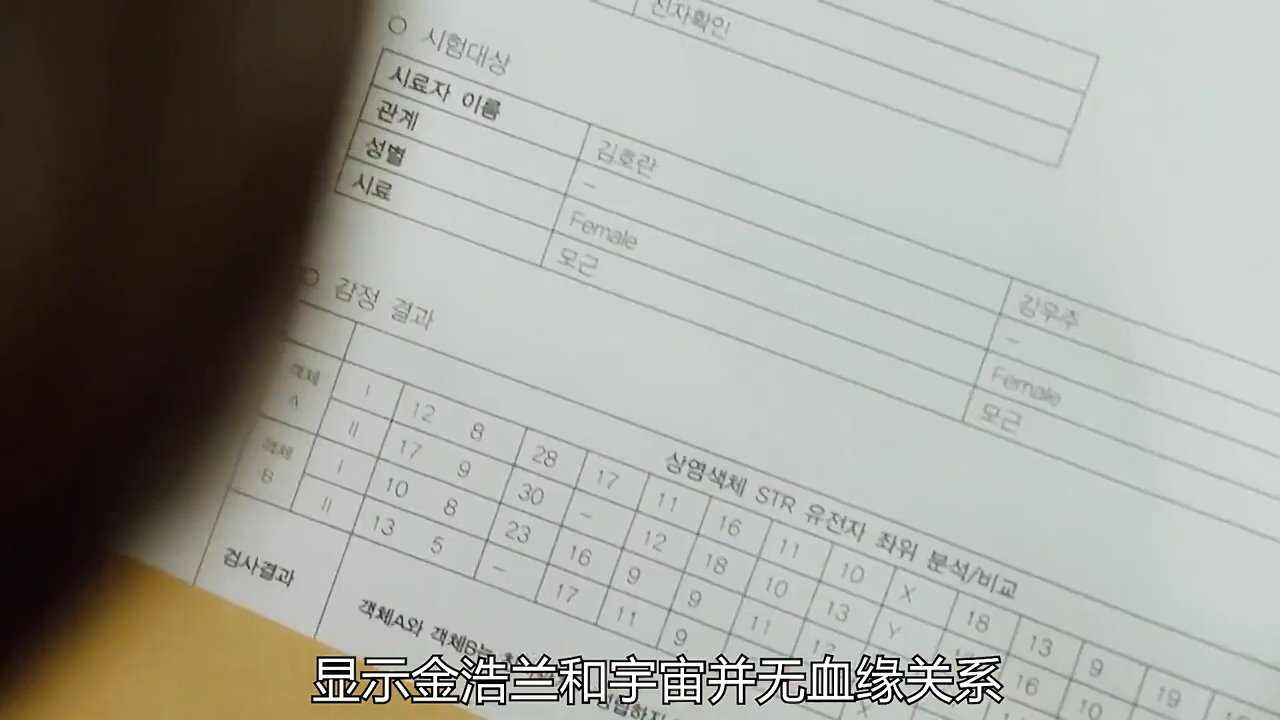 전자확인
○ 시험대상
시료자 이름 김호란 강우주
관계 - -
성별 Female Female
시료 모근 모근
○ 감정 결과
상염색체 STR 유전자 좌위 분석/비교
객체 A I 12 8 28 17 11 16 11 10 X 18 13 9 19
II 17 9 30 - 12 18 10 13 Y 16 10
객체 B I 10 8 23 16 9 9 11 12
II 13 5 - 17 11 9
검사결과 객체A와 객체B는
显示金浩兰和宇宙并无血缘关系